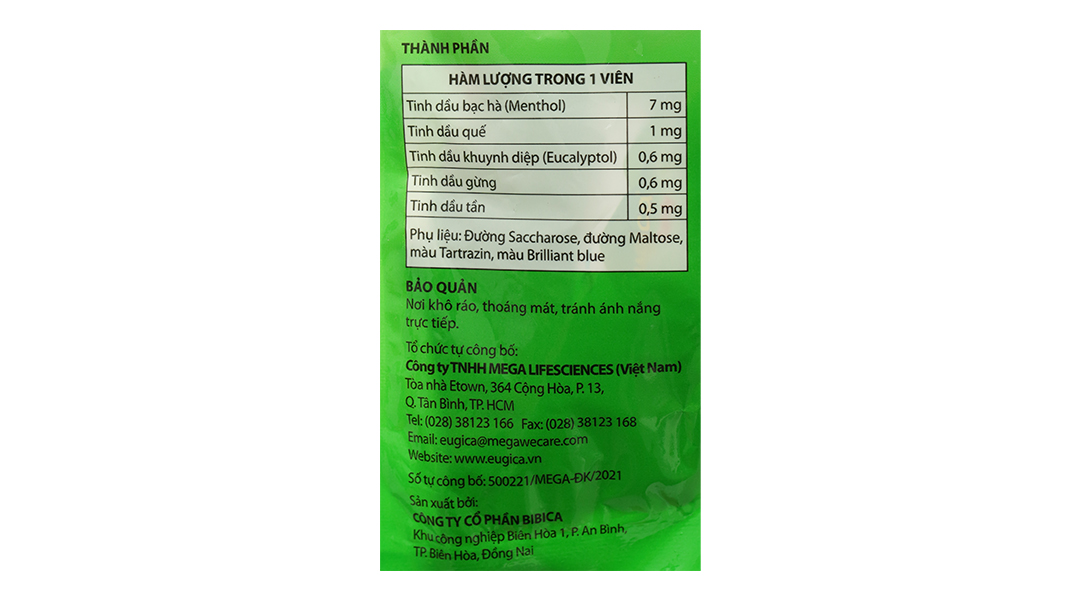 THÀNH PHẦN
HÀM LƯỢNG TRONG 1 VIÊN
Tinh dầu bạc hà (Menthol) 7 mg
Tinh dầu quế 1 mg
Tinh dầu khuynh diệp (Eucalyptol) 0,6 mg
Tinh dầu gừng 0,6 mg
Tinh dầu tần 0,5 mg
Phụ liệu: Đường Saccharose, đường Maltose,
màu Tartrazin, màu Brilliant blue
BẢO QUẢN
Nơi khô ráo, thoáng mát, tránh ánh nắng
trực tiếp.
Tổ chức tự công bố:
Công ty TNHH MEGA LIFESCIENCES (Việt Nam)
Tòa nhà Etown, 364 Cộng Hòa, P. 13,
Q. Tân Bình, TP. HCM
Tel: (028) 38123 166 Fax: (028) 38123 168
Email: eugica@megawecare.com
Website: www.eugica.vn
Số tự công bố: 500221/MEGA-ĐK/2021
Sản xuất bởi:
CÔNG TY CỔ PHẦN BIBICA
Khu công nghiệp Biên Hòa 1, P. An Bình,
TP. Biên Hòa, Đồng Nai